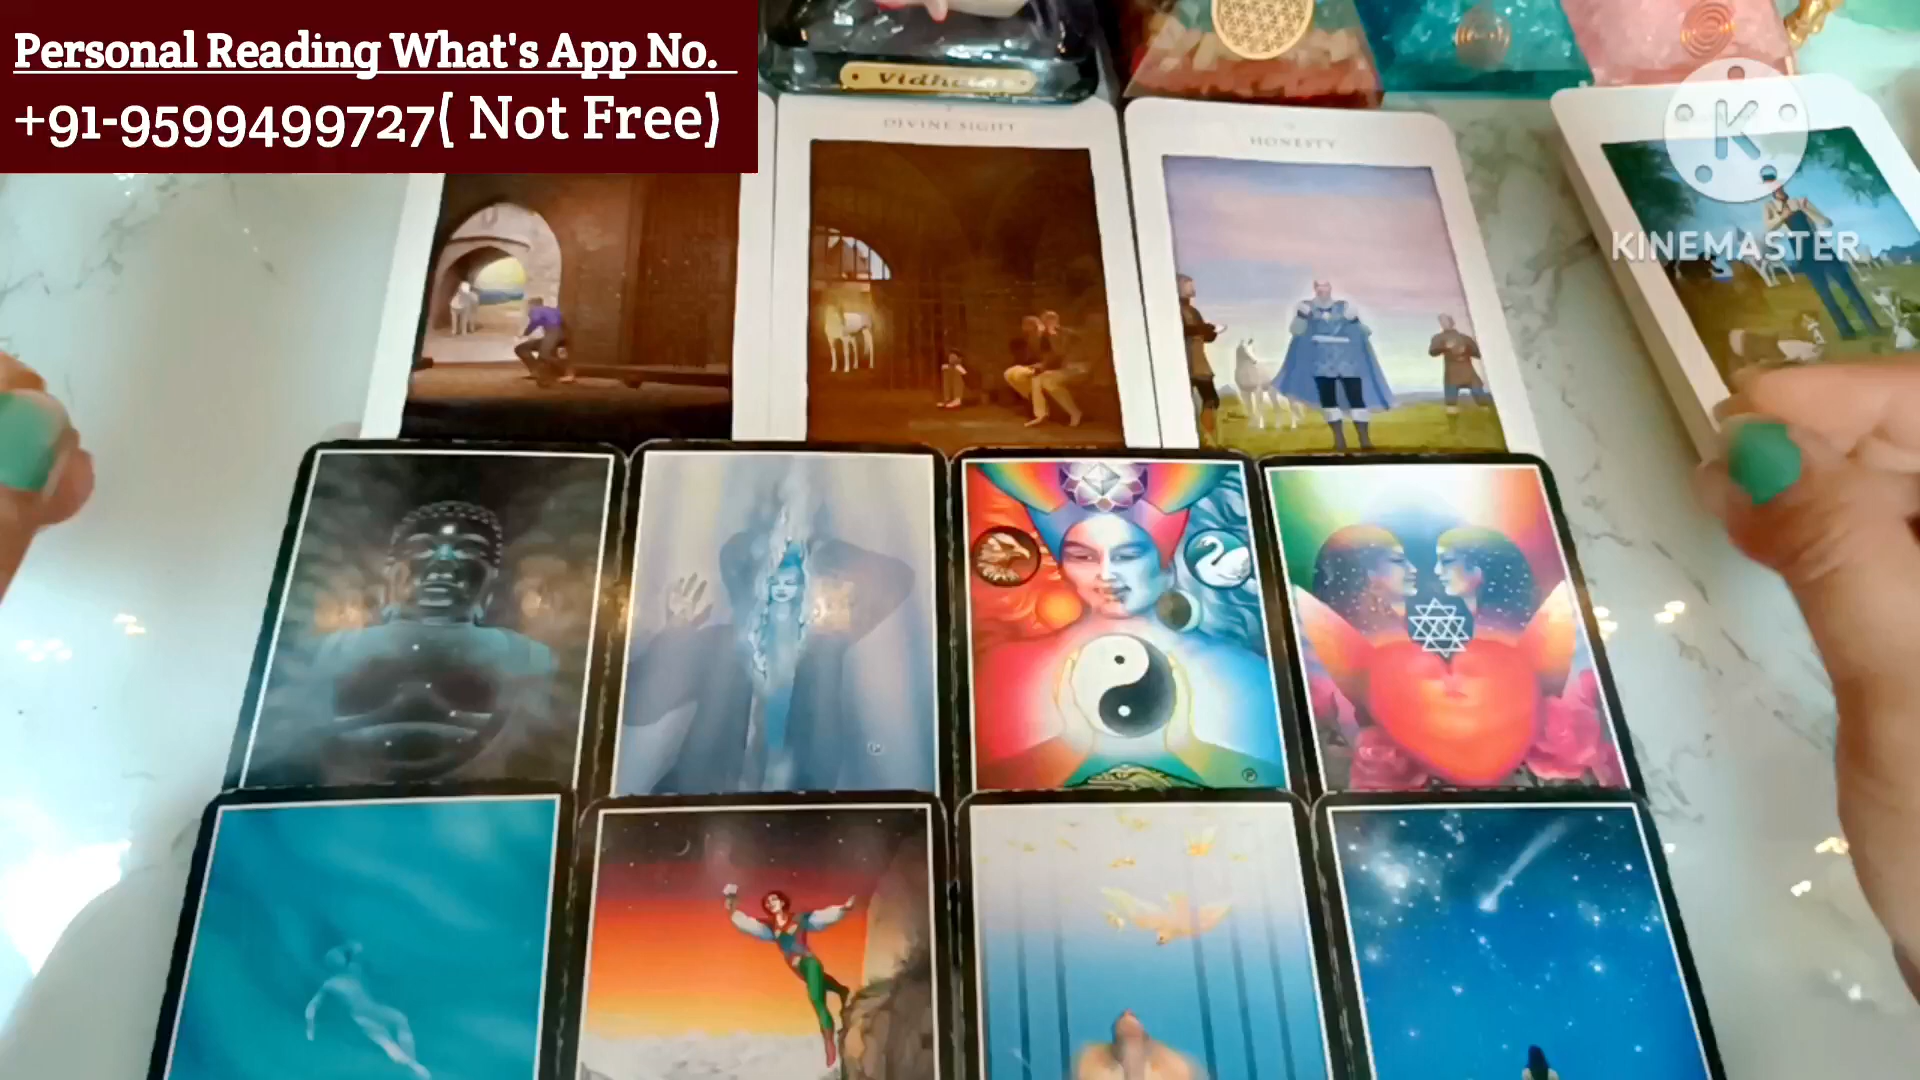 Personal Reading What's App No.
+91-9599499727( Not Free)
DIVINE SIGHT
HONESTY
KINEMASTER